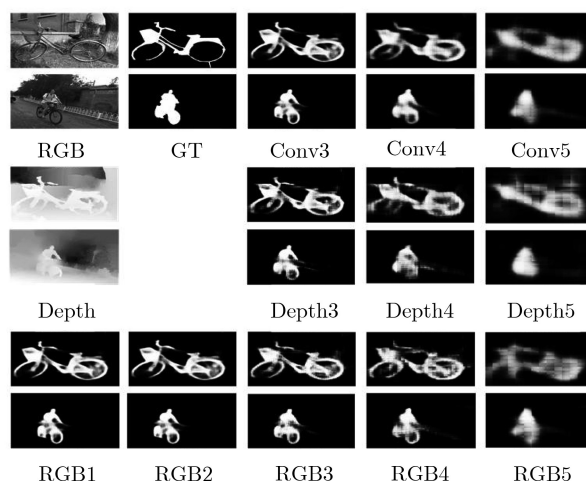 RGB GT Conv3 Conv4 Conv5
Depth Depth3 Depth4 Depth5
RGB1 RGB2 RGB3 RGB4 RGB5